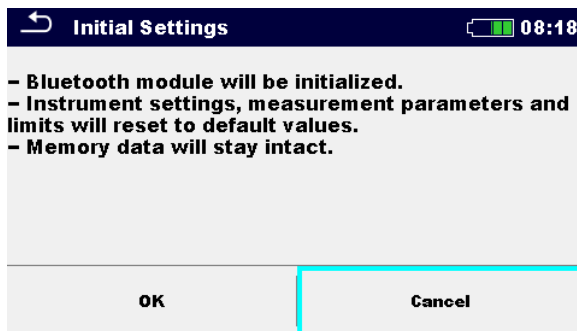 Initial Settings 08:18
– Bluetooth module will be initialized.
– Instrument settings, measurement parameters and
limits will reset to default values.
– Memory data will stay intact.
OK Cancel